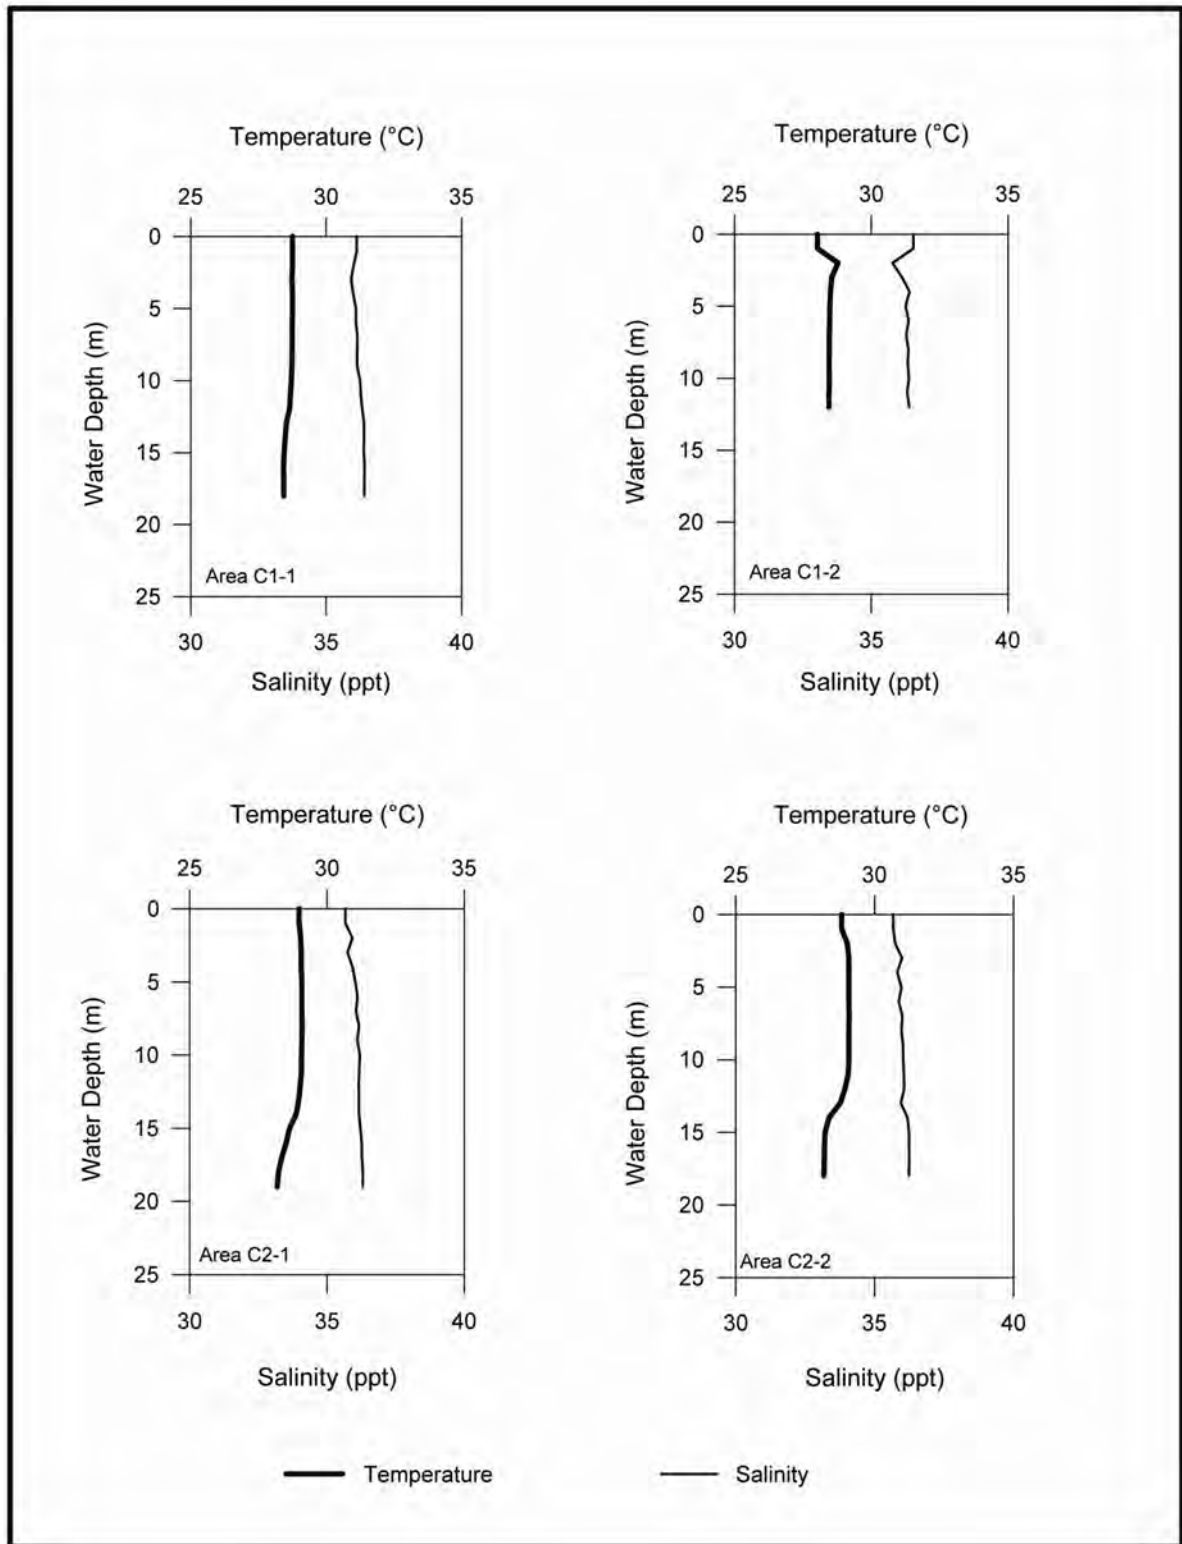 Temperature (°C)
25 30 35
0
5
10
15
20
25
Water Depth (m)
Area C1-1
30 35 40
Salinity (ppt)
Temperature (°C)
25 30 35
0
5
10
15
20
25
Water Depth (m)
Area C1-2
30 35 40
Salinity (ppt)
Temperature (°C)
25 30 35
0
5
10
15
20
25
Water Depth (m)
Area C2-1
30 35 40
Salinity (ppt)
Temperature (°C)
25 30 35
0
5
10
15
20
25
Water Depth (m)
Area C2-2
30 35 40
Salinity (ppt)
Temperature Salinity